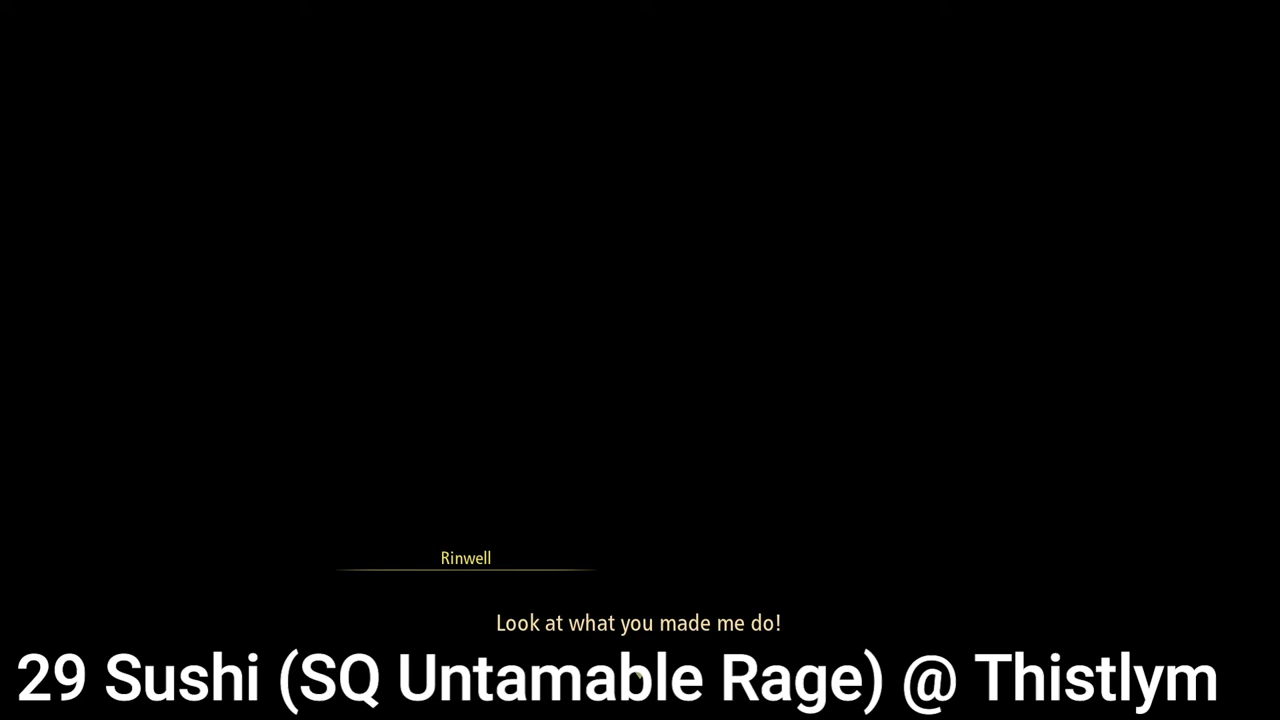 Rinwell
Look at what you made me do!
29 Sushi (SQ Untamable Rage) @ Thistlym